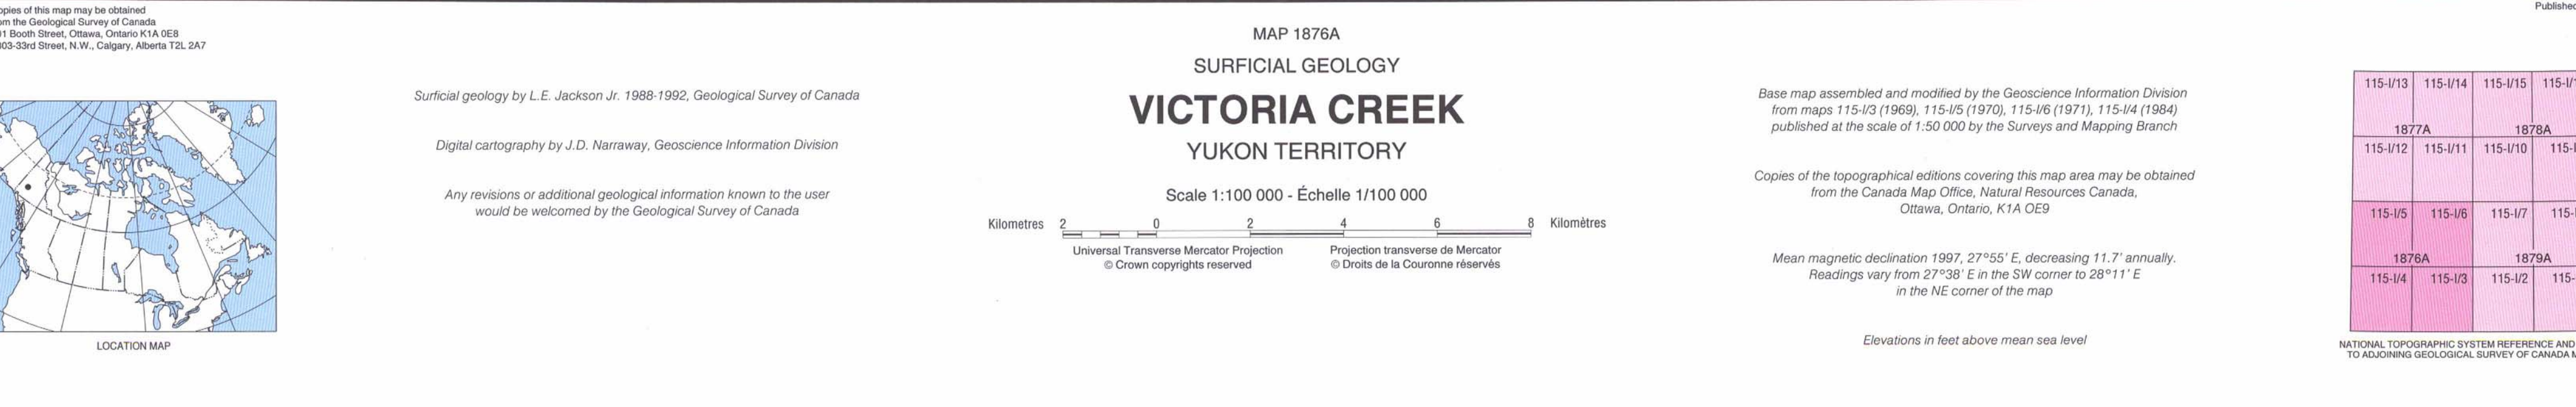 opies of this map may be obtained
om the Geological Survey of Canada
1 Booth Street, Ottawa, Ontario K1A 0E8
03-33rd Street, N.W., Calgary, Alberta T2L 2A7
LOCATION MAP
Surficial geology by L.E. Jackson Jr. 1988-1992, Geological Survey of Canada
Digital cartography by J.D. Narraway, Geoscience Information Division
Any revisions or additional geological information known to the user
would be welcomed by the Geological Survey of Canada
MAP 1876A
SURFICIAL GEOLOGY
VICTORIA CREEK
YUKON TERRITORY
Scale 1:100 000 - Échelle 1/100 000
Kilometres 2 0 2 4 6 8 Kilomètres
Universal Transverse Mercator Projection
© Crown copyrights reserved
Projection transverse de Mercator
© Droits de la Couronne réservés
Base map assembled and modified by the Geoscience Information Division
from maps 115-I/3 (1969), 115-I/5 (1970), 115-I/6 (1971), 115-I/4 (1984)
published at the scale of 1:50 000 by the Surveys and Mapping Branch
Copies of the topographical editions covering this map area may be obtained
from the Canada Map Office, Natural Resources Canada,
Ottawa, Ontario, K1A OE9
Mean magnetic declination 1997, 27°55' E, decreasing 11.7' annually.
Readings vary from 27°38' E in the SW corner to 28°11' E
in the NE corner of the map
Elevations in feet above mean sea level
Published
115-I/13 115-I/14 115-I/15 115-I/
1877A 1878A
115-I/12 115-I/11 115-I/10 115-
115-I/5 115-I/6 115-I/7 115-
1876A 1879A
115-I/4 115-I/3 115-I/2 115-
NATIONAL TOPOGRAPHIC SYSTEM REFERENCE AND
TO ADJOINING GEOLOGICAL SURVEY OF CANADA